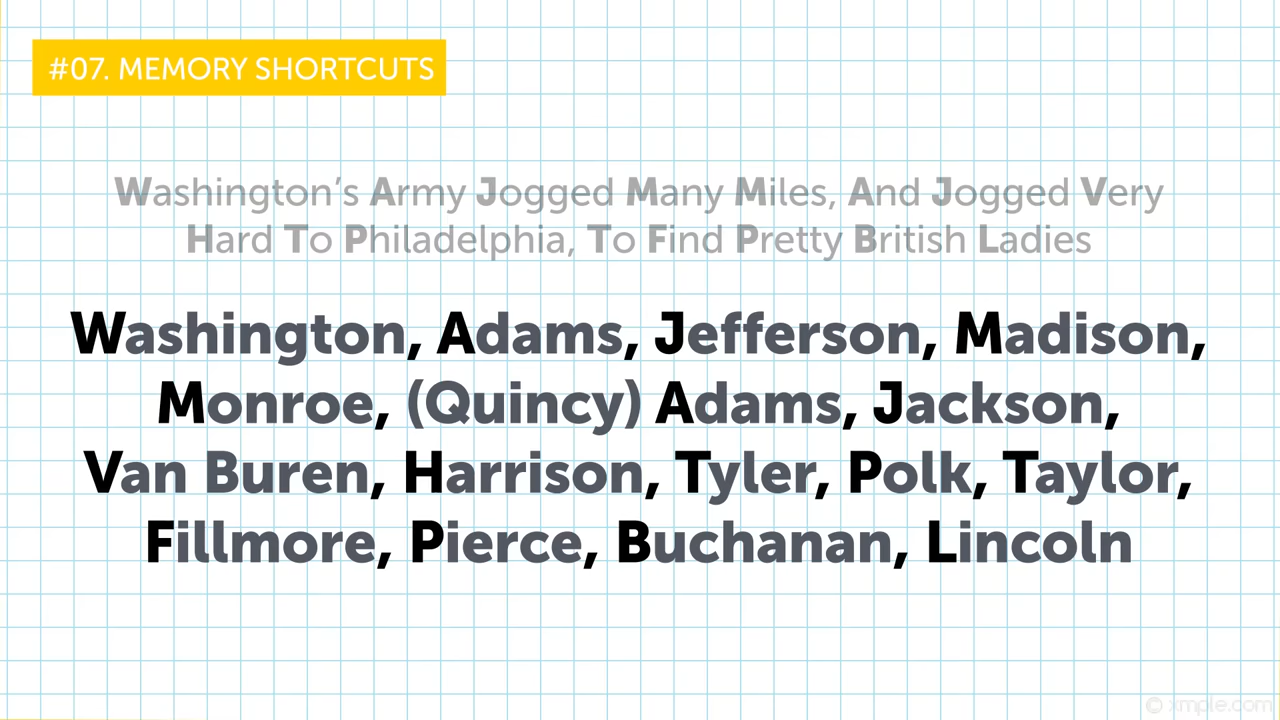 #07. MEMORY SHORTCUTS
Washington’s Army Jogged Many Miles, And Jogged Very
Hard To Philadelphia, To Find Pretty British Ladies
Washington, Adams, Jefferson, Madison,
Monroe, (Quincy) Adams, Jackson,
Van Buren, Harrison, Tyler, Polk, Taylor,
Fillmore, Pierce, Buchanan, Lincoln
© xmple.com